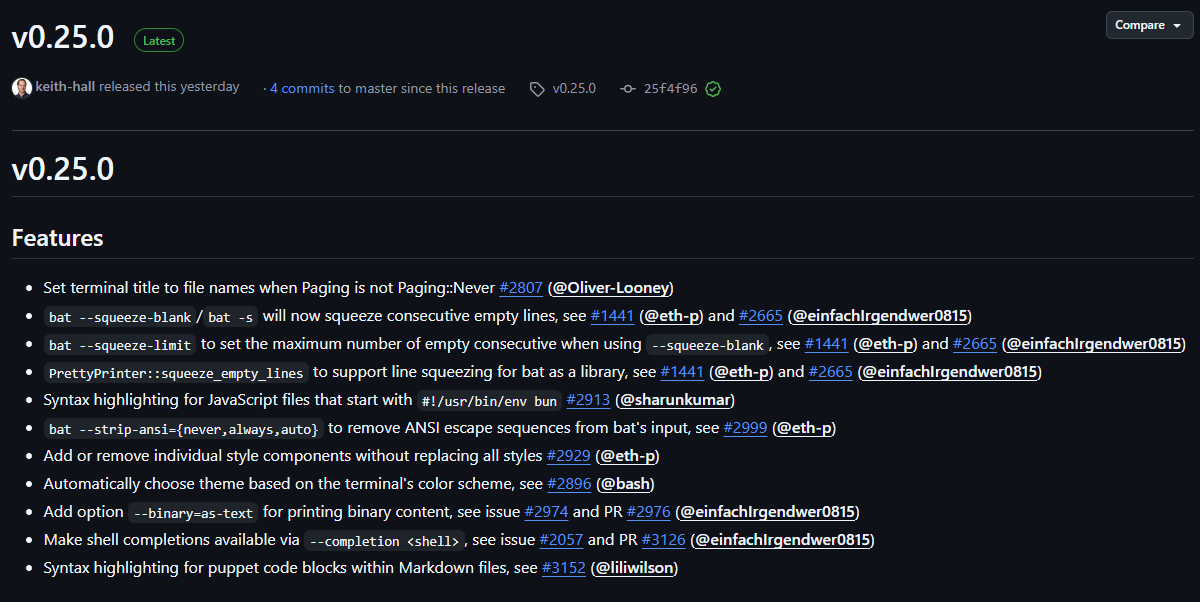 v0.25.0 Latest Compare
keith-hall released this yesterday · 4 commits to master since this release v0.25.0 25f4f96
v0.25.0
Features
Set terminal title to file names when Paging is not Paging::Never #2807 (@Oliver-Looney)
bat --squeeze-blank/bat -s will now squeeze consecutive empty lines, see #1441 (@eth-p) and #2665 (@einfachIrgendwer0815)
bat --squeeze-limit to set the maximum number of empty consecutive when using --squeeze-blank, see #1441 (@eth-p) and #2665 (@einfachIrgendwer0815)
PrettyPrinter::squeeze_empty_lines to support line squeezing for bat as a library, see #1441 (@eth-p) and #2665 (@einfachIrgendwer0815)
Syntax highlighting for JavaScript files that start with #!/usr/bin/env bun #2913 (@sharunkumar)
bat --strip-ansi={never,always,auto} to remove ANSI escape sequences from bat's input, see #2999 (@eth-p)
Add or remove individual style components without replacing all styles #2929 (@eth-p)
Automatically choose theme based on the terminal's color scheme, see #2896 (@bash)
Add option --binary=as-text for printing binary content, see issue #2974 and PR #2976 (@einfachIrgendwer0815)
Make shell completions available via --completion <shell>, see issue #2057 and PR #3126 (@einfachIrgendwer0815)
Syntax highlighting for puppet code blocks within Markdown files, see #3152 (@liliwilson)